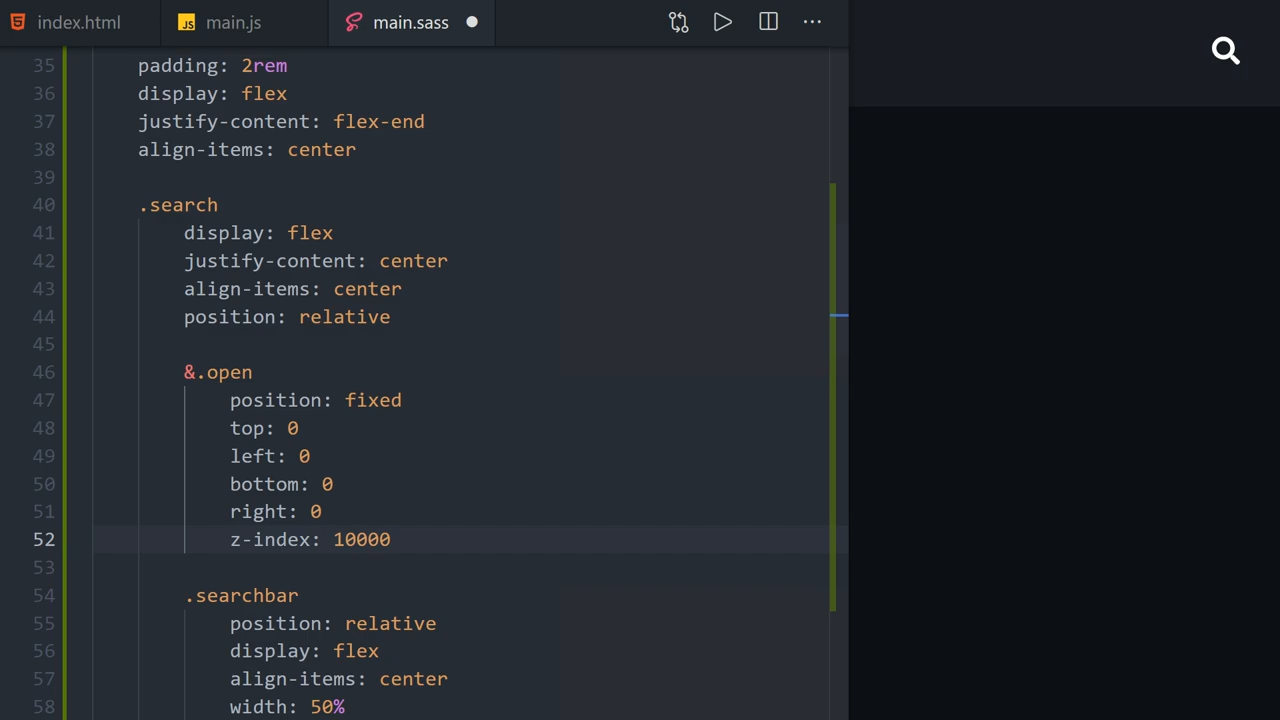 index.html
JS main.js
main.sass
35 padding: 2rem
36 display: flex
37 justify-content: flex-end
38 align-items: center
39
40 .search
41 display: flex
42 justify-content: center
43 align-items: center
44 position: relative
45
46 &.open
47 position: fixed
48 top: 0
49 left: 0
50 bottom: 0
51 right: 0
52 z-index: 10000
53
54 .searchbar
55 position: relative
56 display: flex
57 align-items: center
58 width: 50%